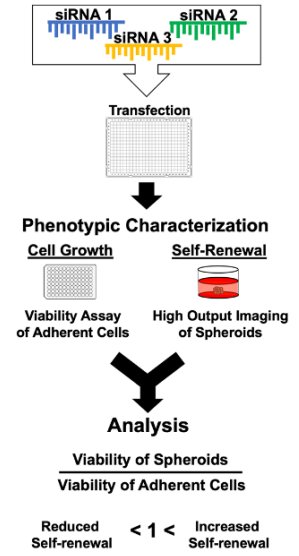 siRNA 1 siRNA 2
siRNA 3
Transfection
Phenotypic Characterization
Cell Growth Self-Renewal
Viability Assay High Output Imaging
of Adherent Cells of Spheroids
Analysis
Viability of Spheroids
Viability of Adherent Cells
Reduced < 1 < Increased
Self-renewal Self-renewal